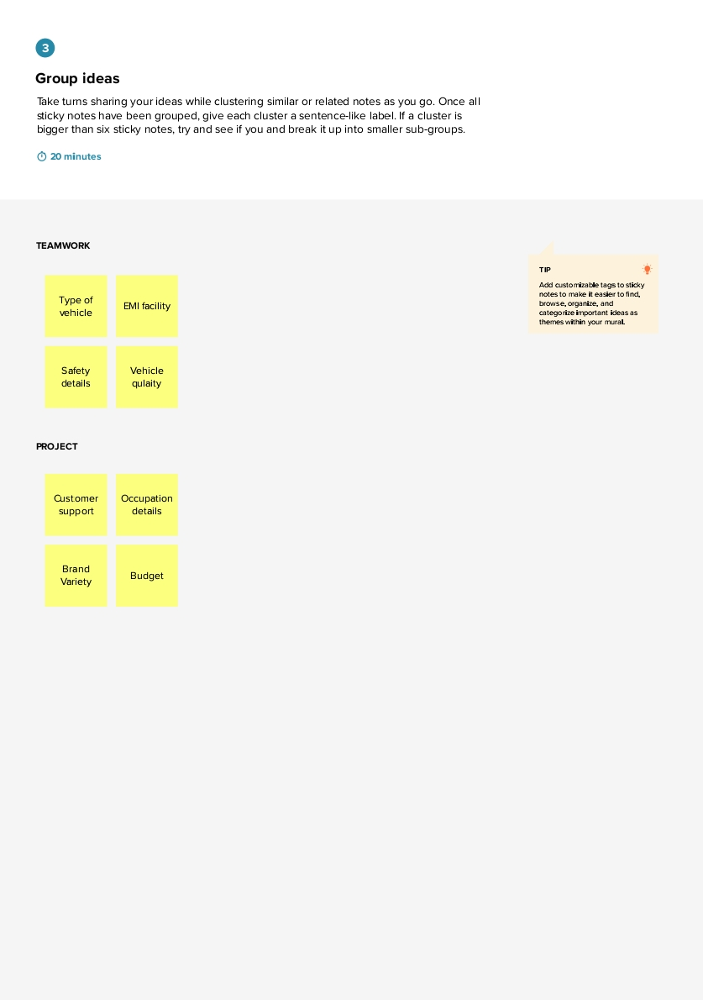 3
Group ideas
Take turns sharing your ideas while clustering similar or related notes as you go. Once all
sticky notes have been grouped, give each cluster a sentence-like label. If a cluster is
bigger than six sticky notes, try and see if you and break it up into smaller sub-groups.
20 minutes
TEAMWORK
Type of
vehicle
EMI facility
Safety
details
Vehicle
qulaity
TIP
Add customizable tags to sticky
notes to make it easier to find,
browse, organize, and
categorize important ideas as
themes within your mural.
PROJECT
Customer
support
Occupation
details
Brand
Variety
Budget